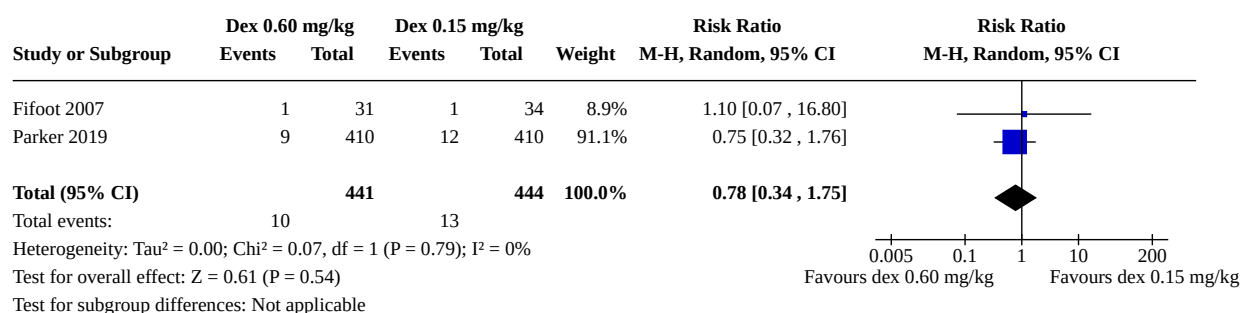 Dex 0.60 mg/kg Dex 0.15 mg/kg Risk Ratio Risk Ratio
Study or Subgroup Events Total Events Total Weight M-H, Random, 95% CI M-H, Random, 95% CI
Fifoot 2007 1 31 1 34 8.9% 1.10 [0.07 , 16.80]
Parker 2019 9 410 12 410 91.1% 0.75 [0.32 , 1.76]
Total (95% CI) 441 444 100.0% 0.78 [0.34 , 1.75]
Total events: 10 13
Heterogeneity: Tau² = 0.00; Chi² = 0.07, df = 1 (P = 0.79); I² = 0% 0.005 0.1 1 10 200
Test for overall effect: Z = 0.61 (P = 0.54) Favours dex 0.60 mg/kg Favours dex 0.15 mg/kg
Test for subgroup differences: Not applicable